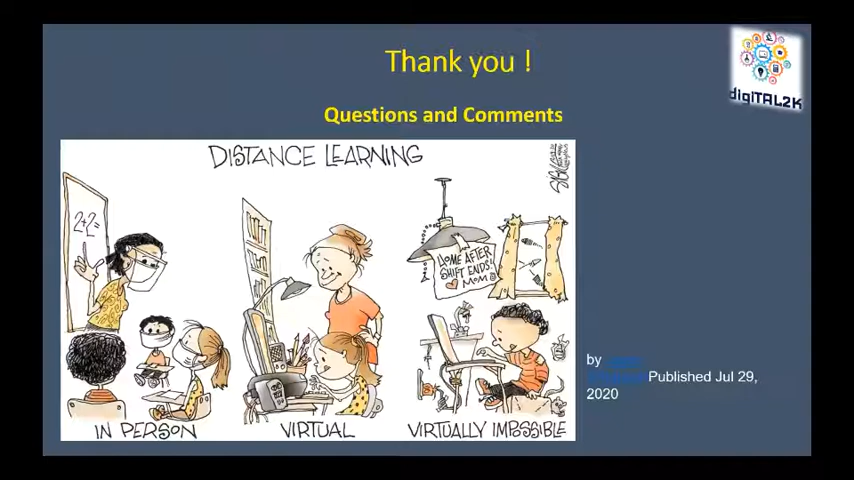 Thank you !
digiTAL2K
Questions and Comments
DISTANCE LEARNING
2+2=
HOME AFTER
SHIFT ENDS!
MOM
IN PERSON
VIRTUAL
VIRTUALLY IMPOSSIBLE
by
Published Jul 29,
2020